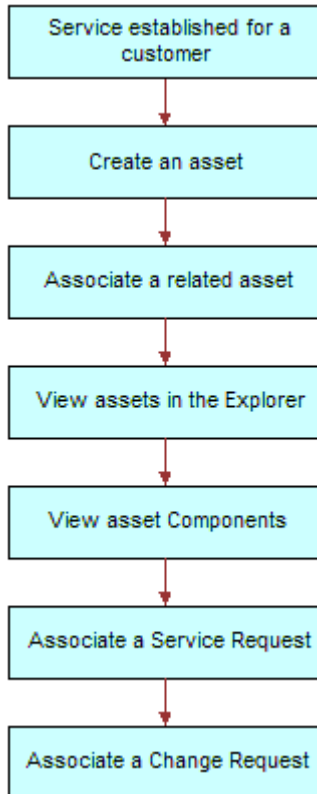 Service established for a
customer
Create an asset
Associate a related asset
View assets in the Explorer
View asset Components
Associate a Service Request
Associate a Change Request